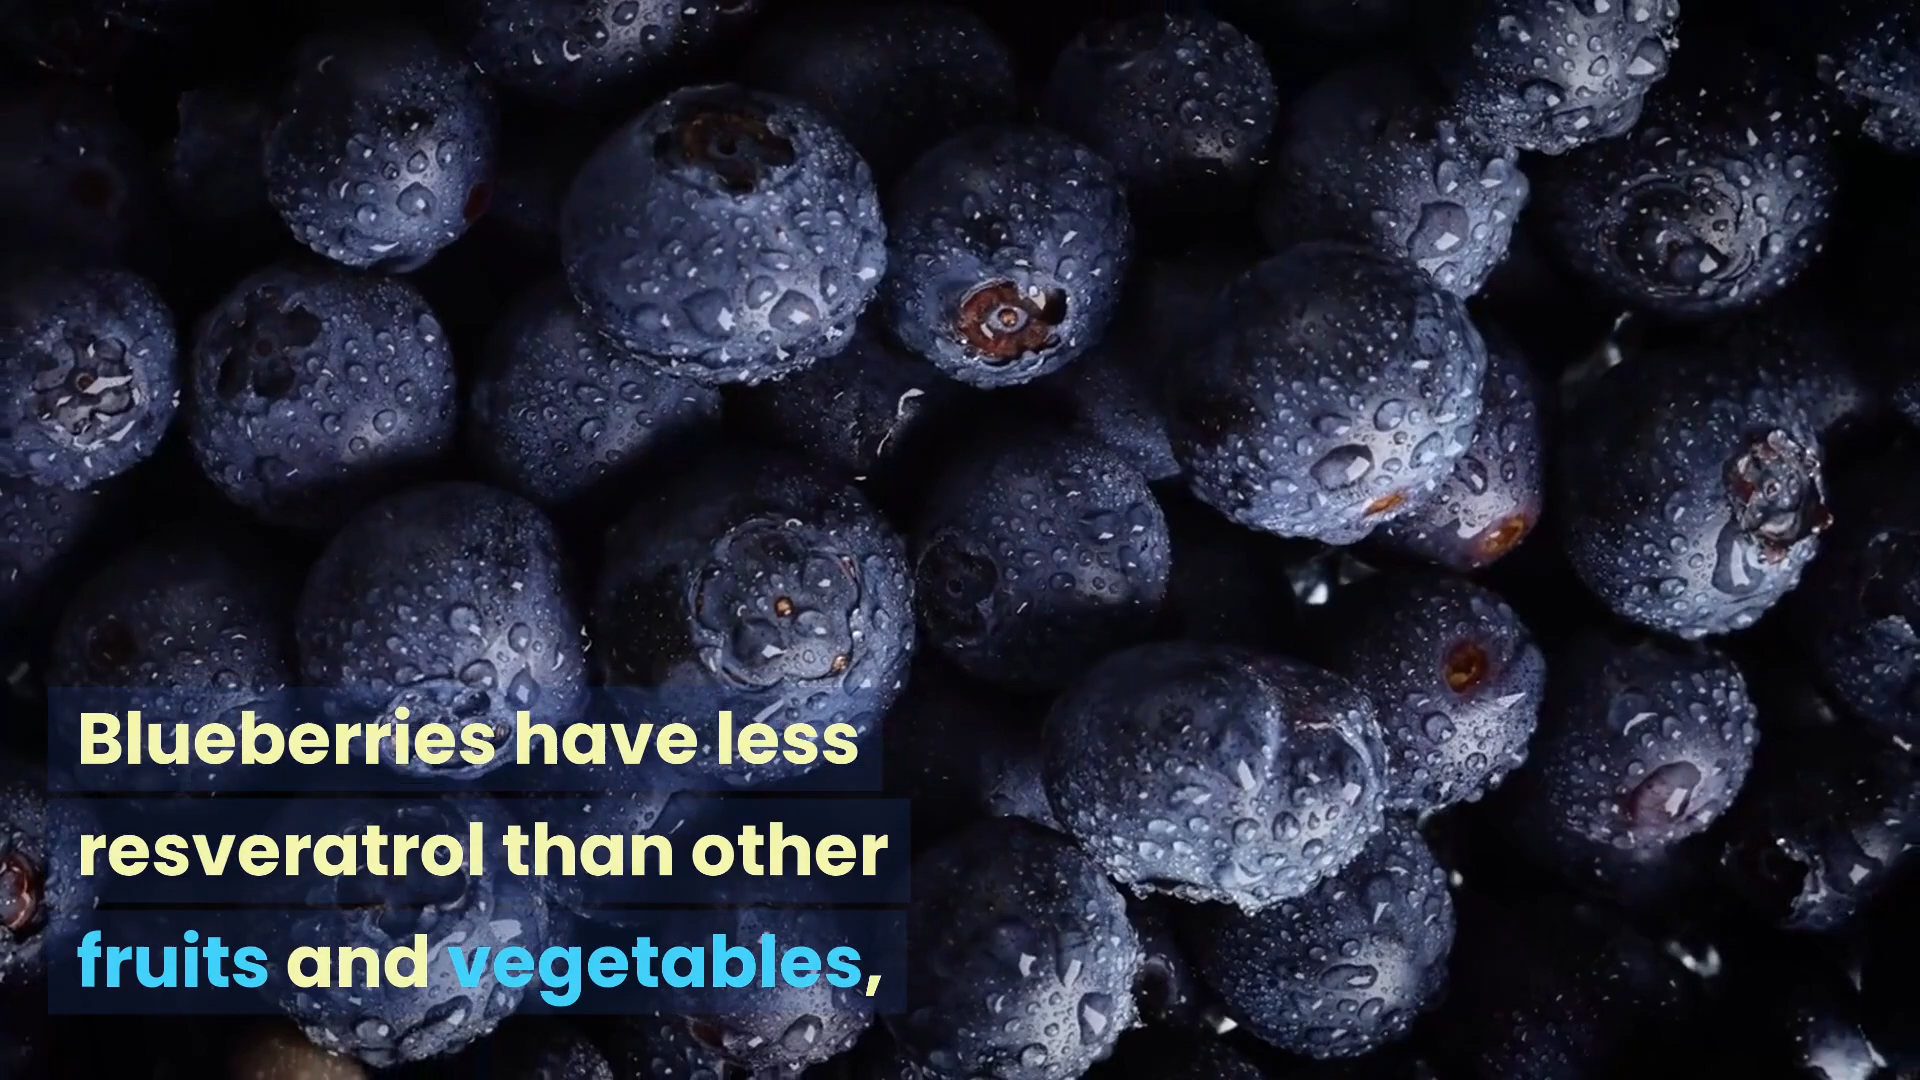 Blueberries have less
resveratrol than other
fruits and vegetables,